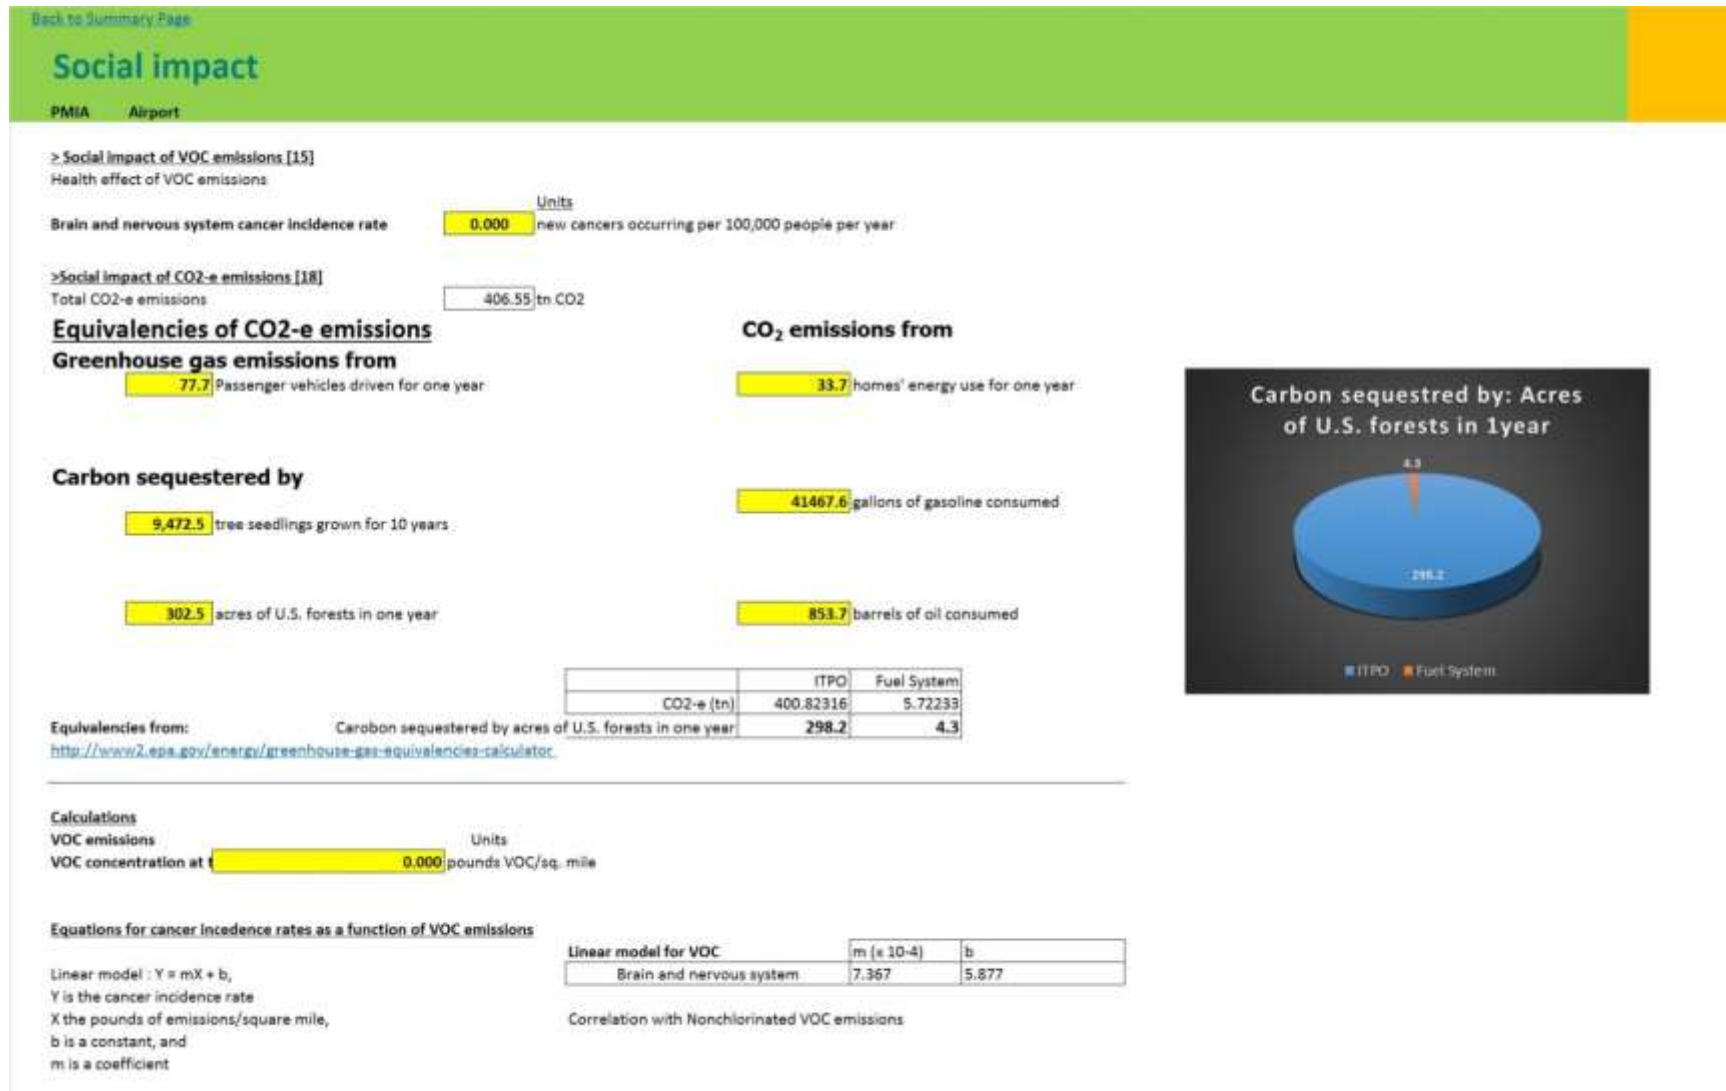 Back to Summary Page
Social impact
PMIA Airport
> Social impact of VOC emissions [15]
Health effect of VOC emissions
Units
Brain and nervous system cancer incidence rate 0.000 new cancers occurring per 100,000 people per year
>Social impact of CO2-e emissions [18]
Total CO2-e emissions 406.55 tn CO2
Equivalencies of CO2-e emissions CO₂ emissions from
Greenhouse gas emissions from
77.7 Passenger vehicles driven for one year 33.7 homes' energy use for one year
Carbon sequestered by
41467.6 gallons of gasoline consumed
9,472.5 tree seedlings grown for 10 years
302.5 acres of U.S. forests in one year 853.7 barrels of oil consumed
Carbon sequestred by: Acres
of U.S. forests in 1year
4.3
298.2
ITPO Fuel System
ITPO Fuel System
CO2-e (tn) 400.82316 5.72233
Equivalencies from: Carobon sequestered by acres of U.S. forests in one year 298.2 4.3
http://www2.epa.gov/energy/greenhouse-gas-equivalencies-calculator
Calculations
VOC emissions Units
VOC concentration at t 0.000 pounds VOC/sq. mile
Equations for cancer incedence rates as a function of VOC emissions
Linear model for VOC m (x 10-4) b
Linear model : Y = mX + b, Brain and nervous system 7.367 5.877
Y is the cancer incidence rate
X the pounds of emissions/square mile, Correlation with Nonchlorinated VOC emissions
b is a constant, and
m is a coefficient